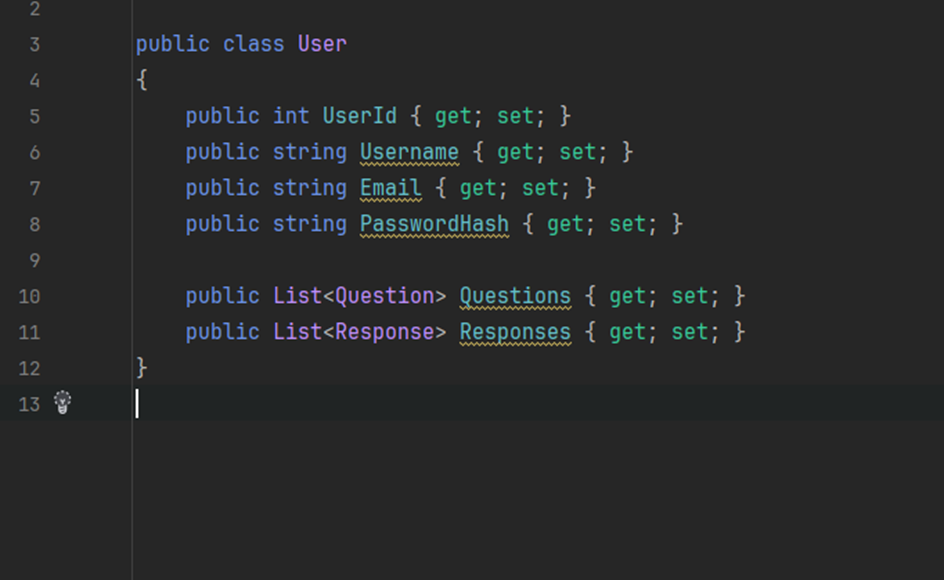 2
3 public class User
4 {
5 public int UserId { get; set; }
6 public string Username { get; set; }
7 public string Email { get; set; }
8 public string PasswordHash { get; set; }
9
10 public List<Question> Questions { get; set; }
11 public List<Response> Responses { get; set; }
12 }
13